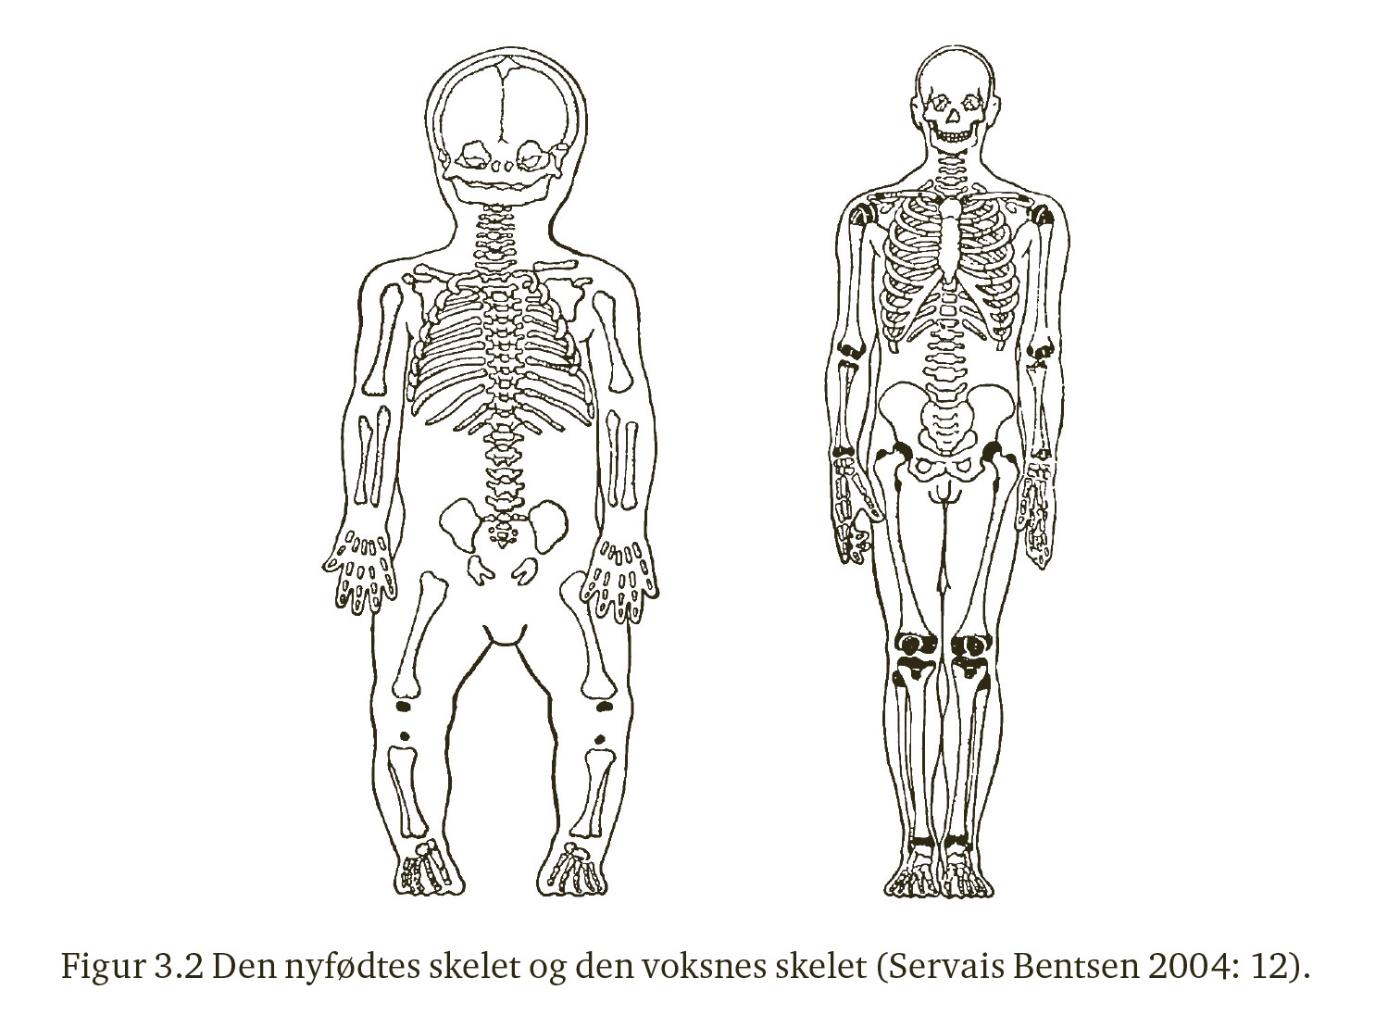 Figur 3.2 Den nyfødtes skelet og den voksnes skelet (Servais Bentsen 2004: 12).